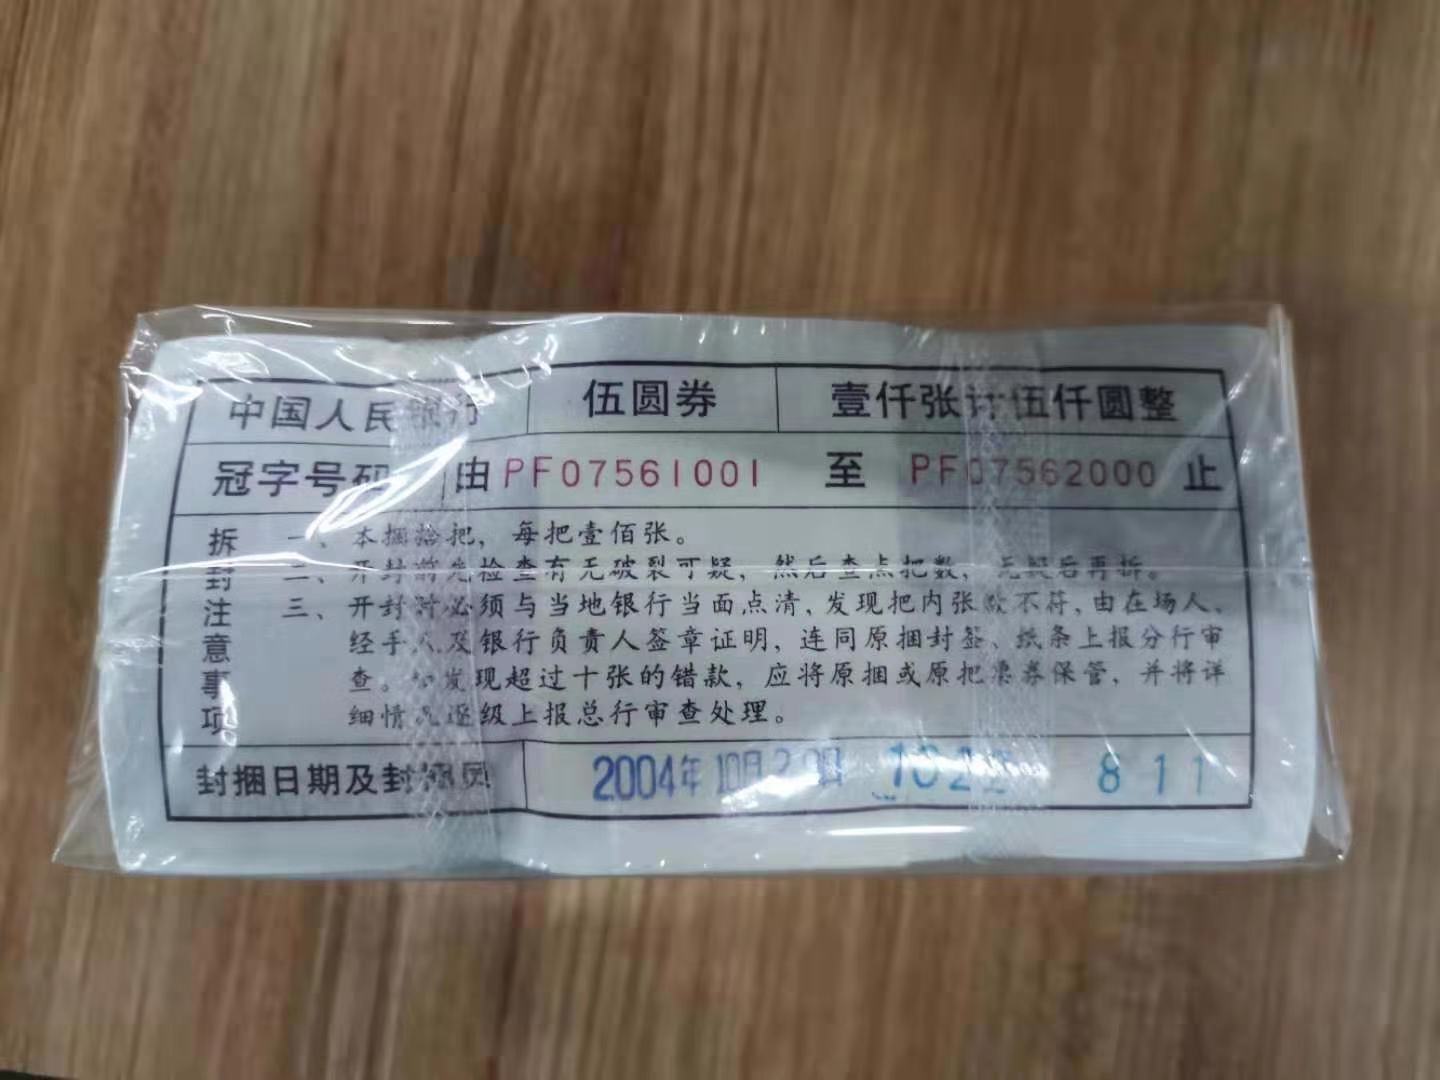 中国人民银行 伍圆券 壹仟张计伍仟圆整
冠字号码 由PF07561001 至 PF07562000 止
拆封注意事项
一、本捆拾把，每把壹佰张。
二、开封前先检查有无破裂可疑，然后查点把数，无疑后再拆。
三、开封时必须与当地银行当面点清，发现把内张款不符，由在场人、
经手人及银行负责人签章证明，连同原捆封签、纸条上报分行审
查。如发现超过十张的错款，应将原捆或原把票券保管，并将详
细情况逐级上报总行审查处理。
封捆日期及封捆员 2004年10月 日 811